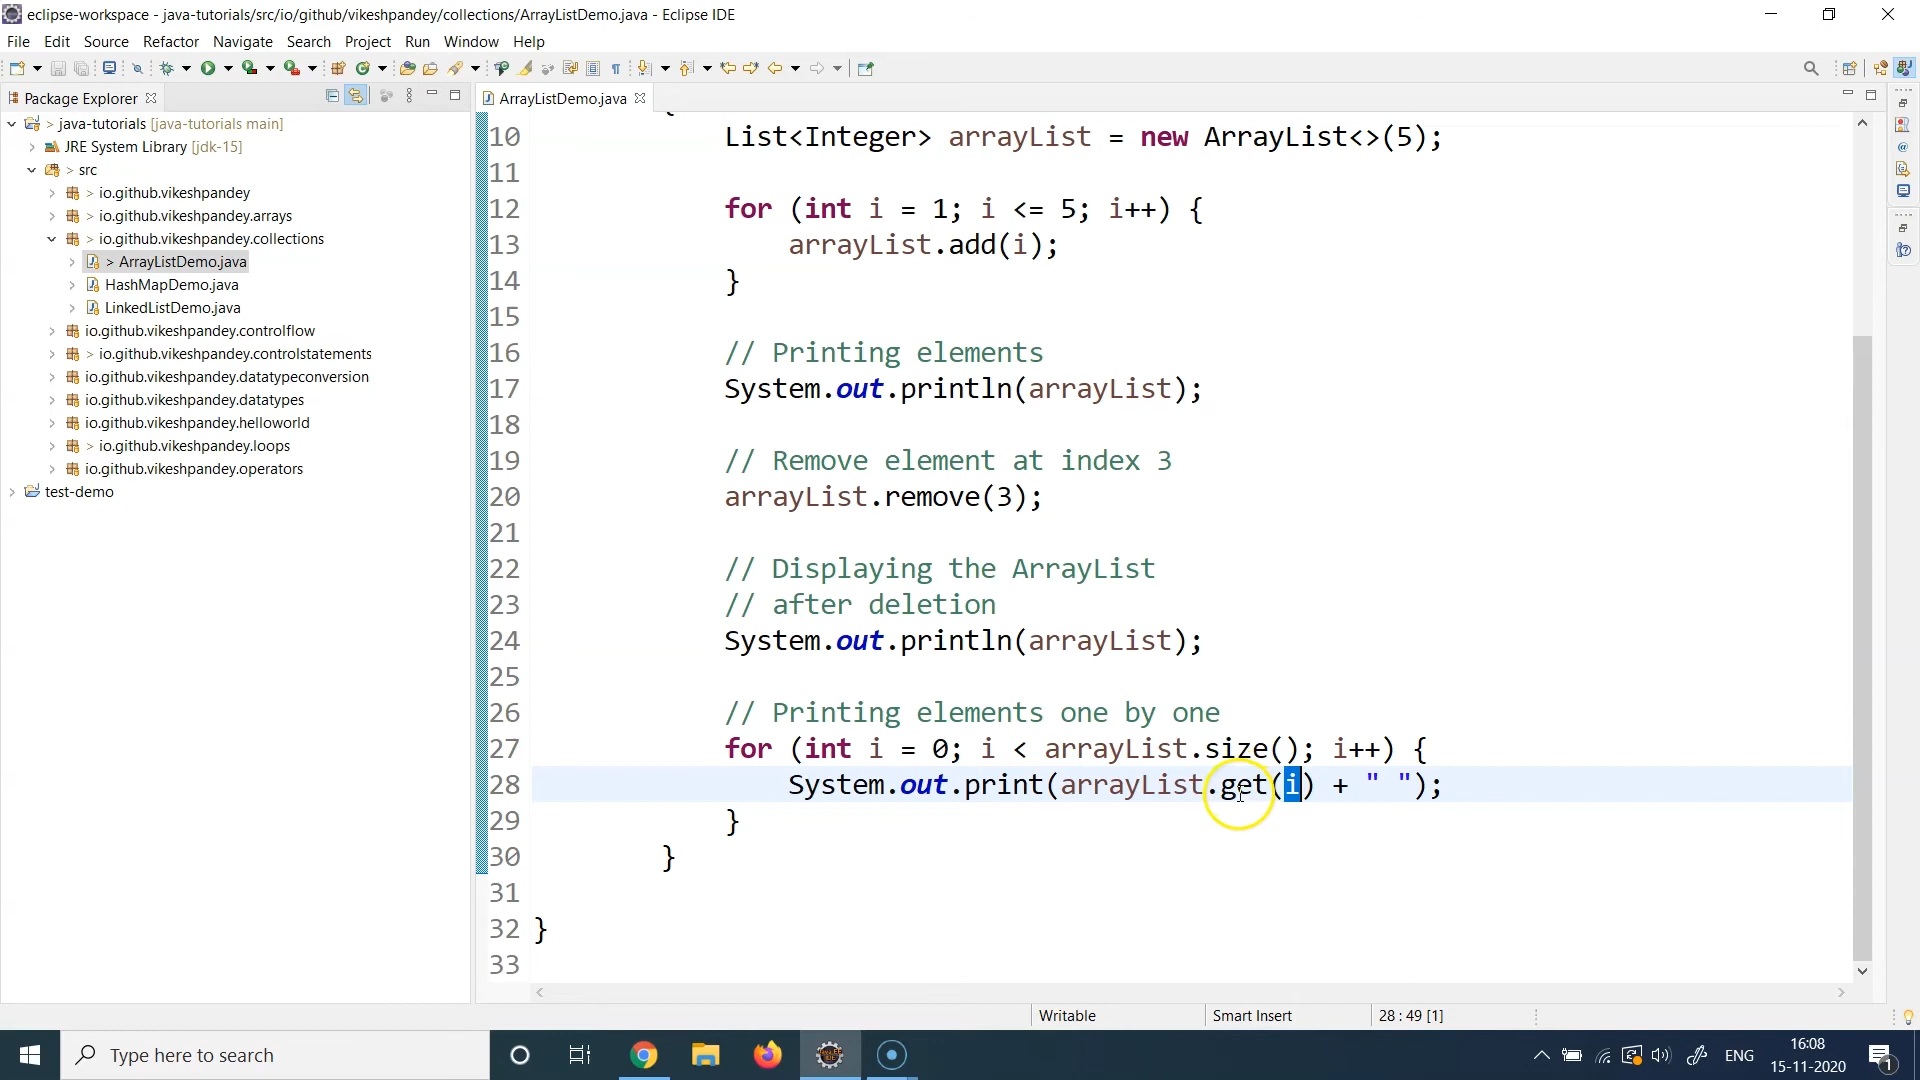 eclipse-workspace - java-tutorials/src/io/github/vikeshpandey/collections/ArrayListDemo.java - Eclipse IDE
File Edit Source Refactor Navigate Search Project Run Window Help
Package Explorer
ArrayListDemo.java
> java-tutorials [java-tutorials main]
JRE System Library [jdk-15]
> src
> io.github.vikeshpandey
> io.github.vikeshpandey.arrays
> io.github.vikeshpandey.collections
> ArrayListDemo.java
HashMapDemo.java
LinkedListDemo.java
io.github.vikeshpandey.controlflow
> io.github.vikeshpandey.controlstatements
io.github.vikeshpandey.datatypeconversion
io.github.vikeshpandey.datatypes
io.github.vikeshpandey.helloworld
> io.github.vikeshpandey.loops
io.github.vikeshpandey.operators
test-demo
10 List<Integer> arrayList = new ArrayList<>(5);
11
12 for (int i = 1; i <= 5; i++) {
13 arrayList.add(i);
14 }
15
16 // Printing elements
17 System.out.println(arrayList);
18
19 // Remove element at index 3
20 arrayList.remove(3);
21
22 // Displaying the ArrayList
23 // after deletion
24 System.out.println(arrayList);
25
26 // Printing elements one by one
27 for (int i = 0; i < arrayList.size(); i++) {
28 System.out.print(arrayList.get(i) + " ");
29 }
30 }
31
32 }
33
Writable Smart Insert 28 : 49 [1]
Type here to search
ENG
16:08
15-11-2020
1